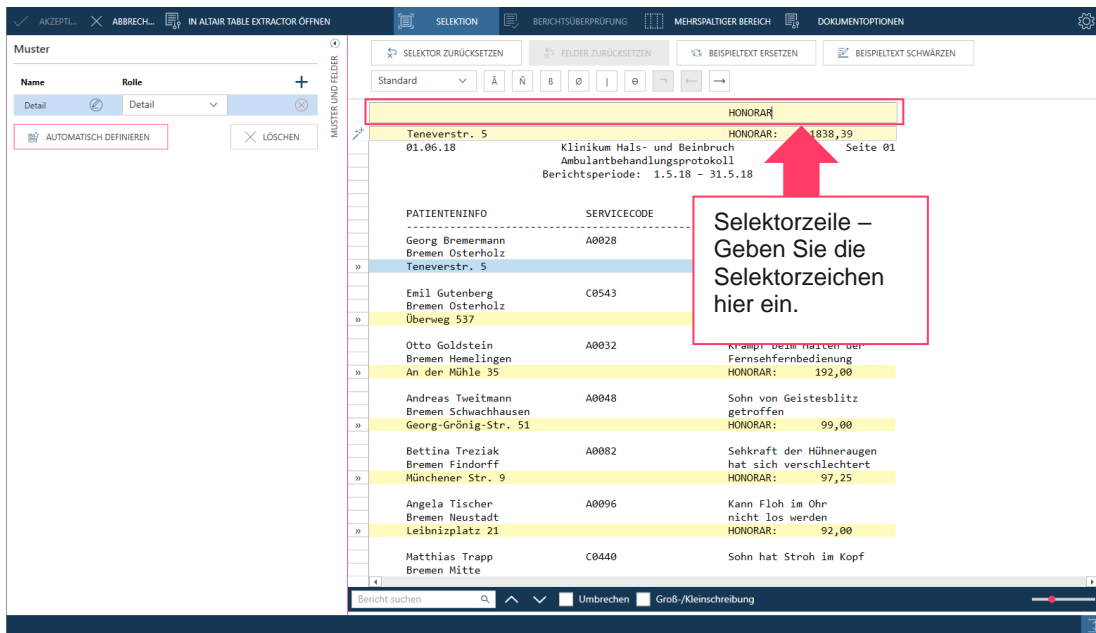 AKZEPTI... ABBRECH... IN ALTAIR TABLE EXTRACTOR ÖFFNEN SELEKTION BERICHTSÜBERPRÜFUNG MEHRSPALTIGER BEREICH DOKUMENTOPTIONEN
Muster
Name Rolle +
Detail Detail
AUTOMATISCH DEFINIEREN LÖSCHEN
MUSTER UND FELDER
SELEKTOR ZURÜCKSETZEN FELDER ZURÜCKSETZEN BEISPIELTEXT ERSETZEN BEISPIELTEXT SCHWÄRZEN
Standard Ã Ñ ß Ø | ⊖ ¬ ← →
HONORAR
Teneverstr. 5 HONORAR: 1838,39
01.06.18 Klinikum Hals- und Beinbruch Seite 01
Ambulantbehandlungsprotokoll
Berichtsperiode: 1.5.18 - 31.5.18
PATIENTENINFO SERVICECODE
Georg Bremermann A0028
Bremen Osterholz
» Teneverstr. 5
Emil Gutenberg C0543
Bremen Osterholz
» Überweg 537
Selektorzeile –
Geben Sie die
Selektorzeichen
hier ein.
Otto Goldstein A0032 Krampf beim Halten der
Bremen Hemelingen Fernsehfernbedienung
» An der Mühle 35 HONORAR: 192,00
Andreas Tweitmann A0048 Sohn von Geistesblitz
Bremen Schwachhausen getroffen
» Georg-Grönig-Str. 51 HONORAR: 99,00
Bettina Treziak A0082 Sehkraft der Hühneraugen
Bremen Findorff hat sich verschlechtert
» Münchener Str. 9 HONORAR: 97,25
Angela Tischer A0096 Kann Floh im Ohr
Bremen Neustadt nicht los werden
» Leibnizplatz 21 HONORAR: 92,00
Matthias Trapp C0440 Sohn hat Stroh im Kopf
Bremen Mitte
Bericht suchen Umbrechen Groß-/Kleinschreibung